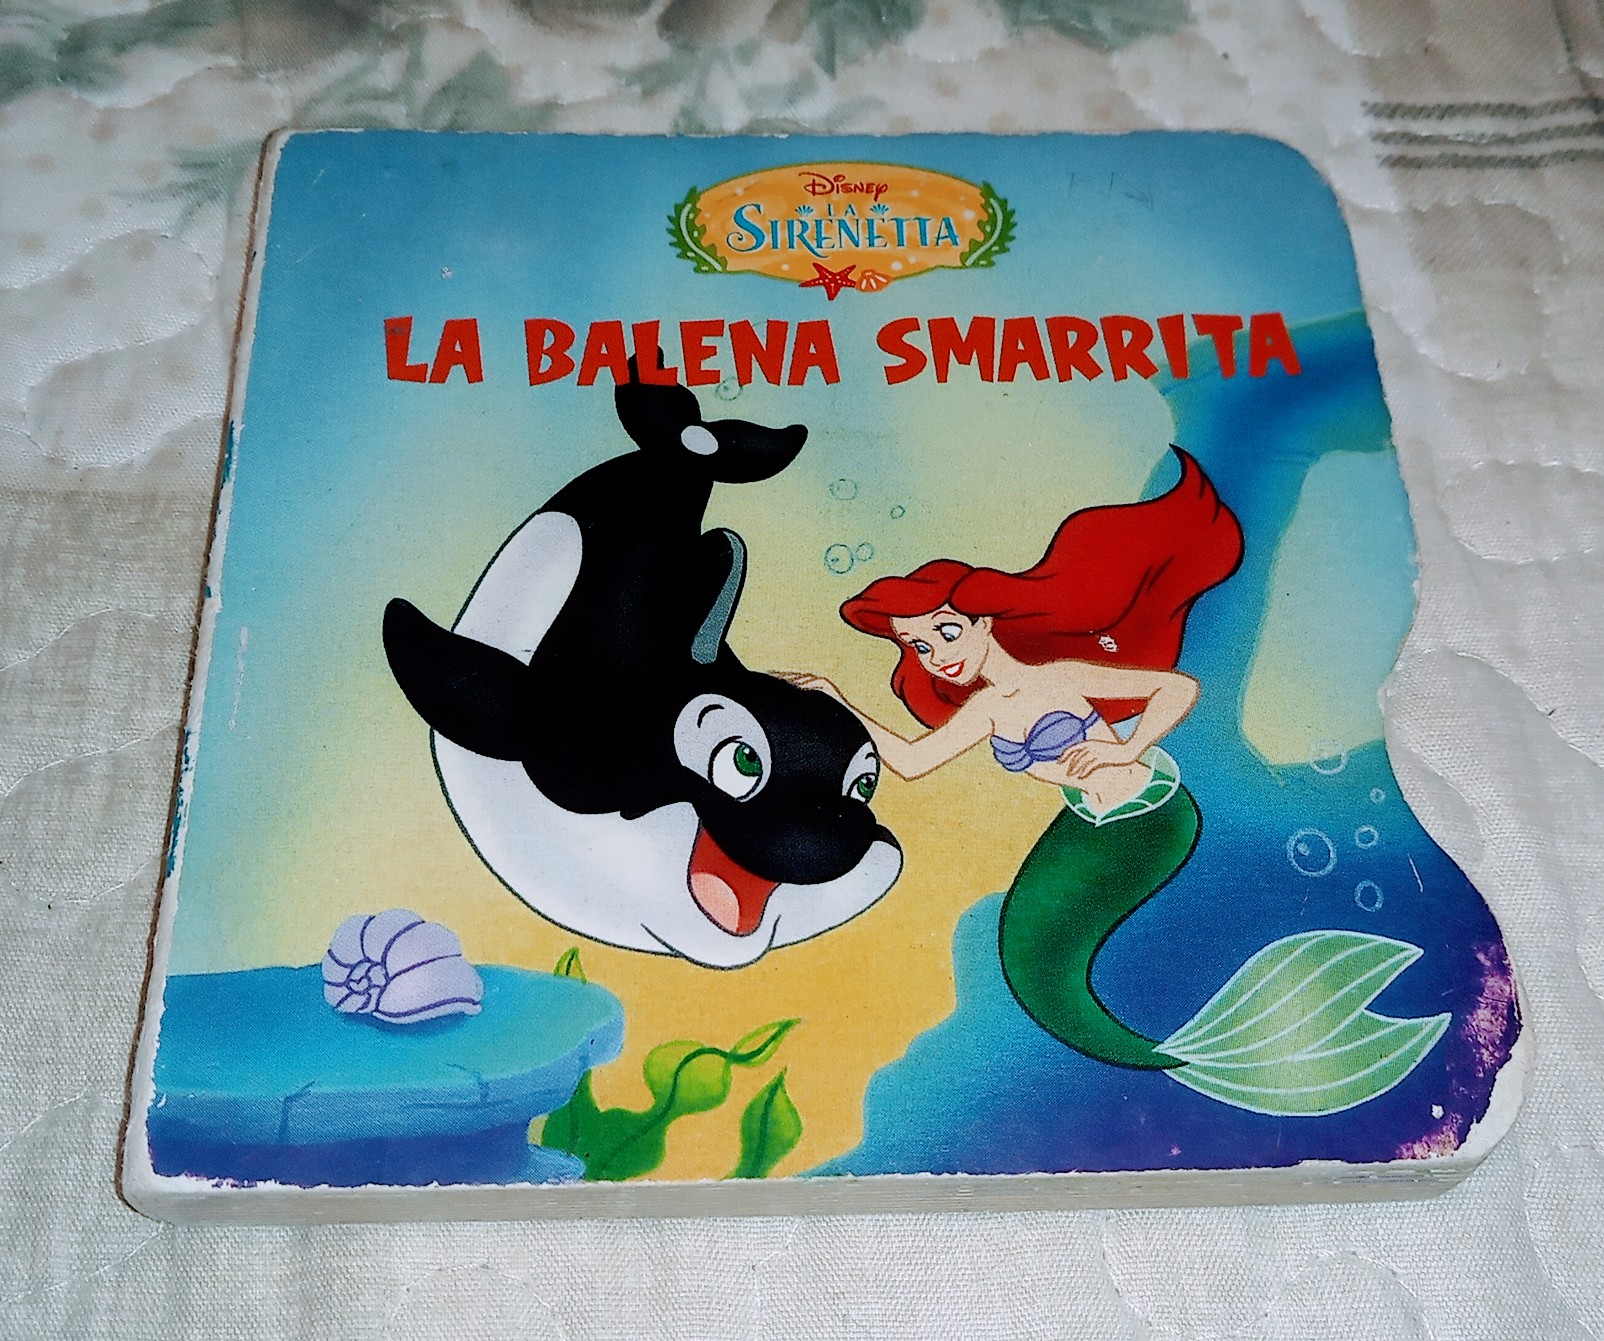 Disney
LA
SIRENETTA
LA BALENA SMARRITA